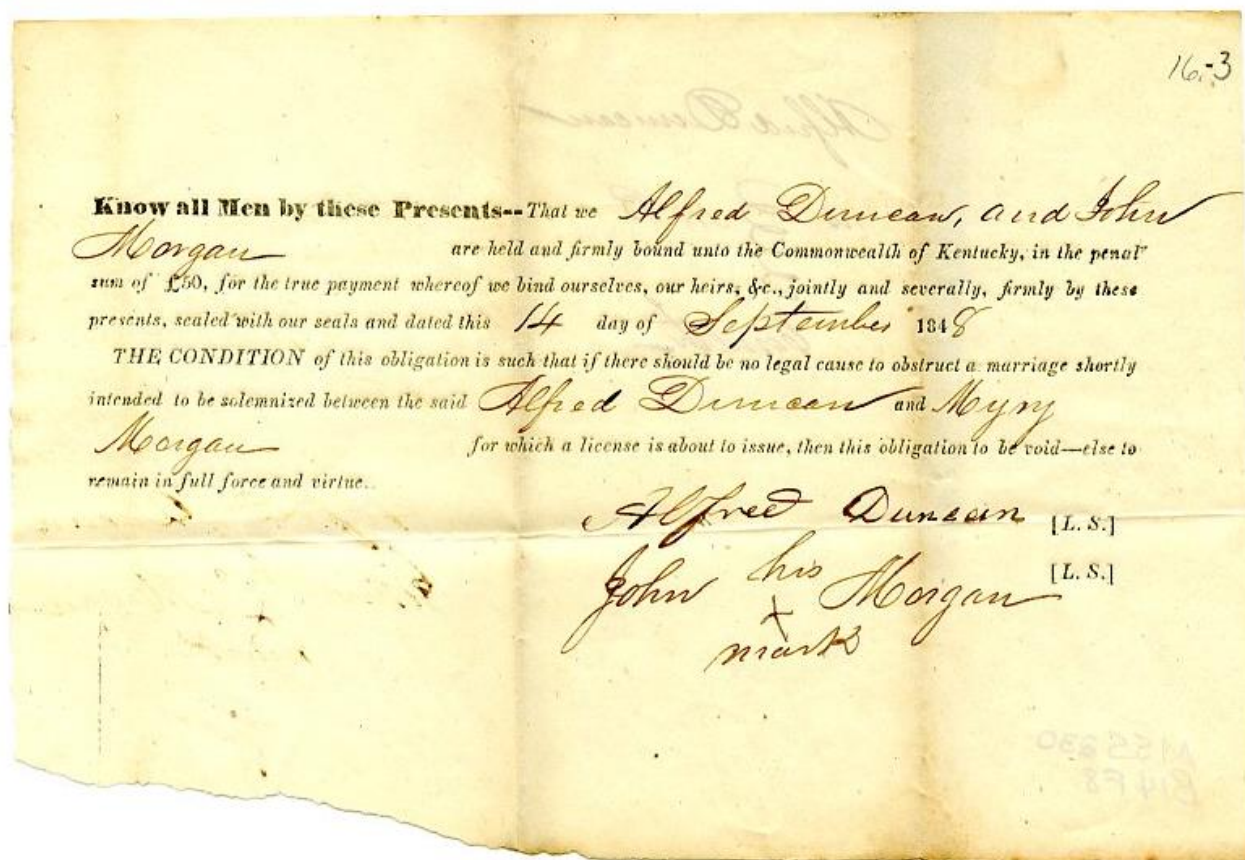 16-3
Alfred Duncan
Know all Men by these Presents--That we Alfred Duncan, and John
Morgan are held and firmly bound unto the Commonwealth of Kentucky, in the penal
sum of £50, for the true payment whereof we bind ourselves, our heirs, &c., jointly and severally, firmly by these
presents, sealed with our seals and dated this 14 day of September 1848
THE CONDITION of this obligation is such that if there should be no legal cause to obstruct a marriage shortly
intended to be solemnized between the said Alfred Duncan and Myry
Morgan for which a license is about to issue, then this obligation to be void—else to
remain in full force and virtue.
Alfred Duncan [L. S.]
John his Morgan [L. S.]
x
mark
MSS230
B14F8